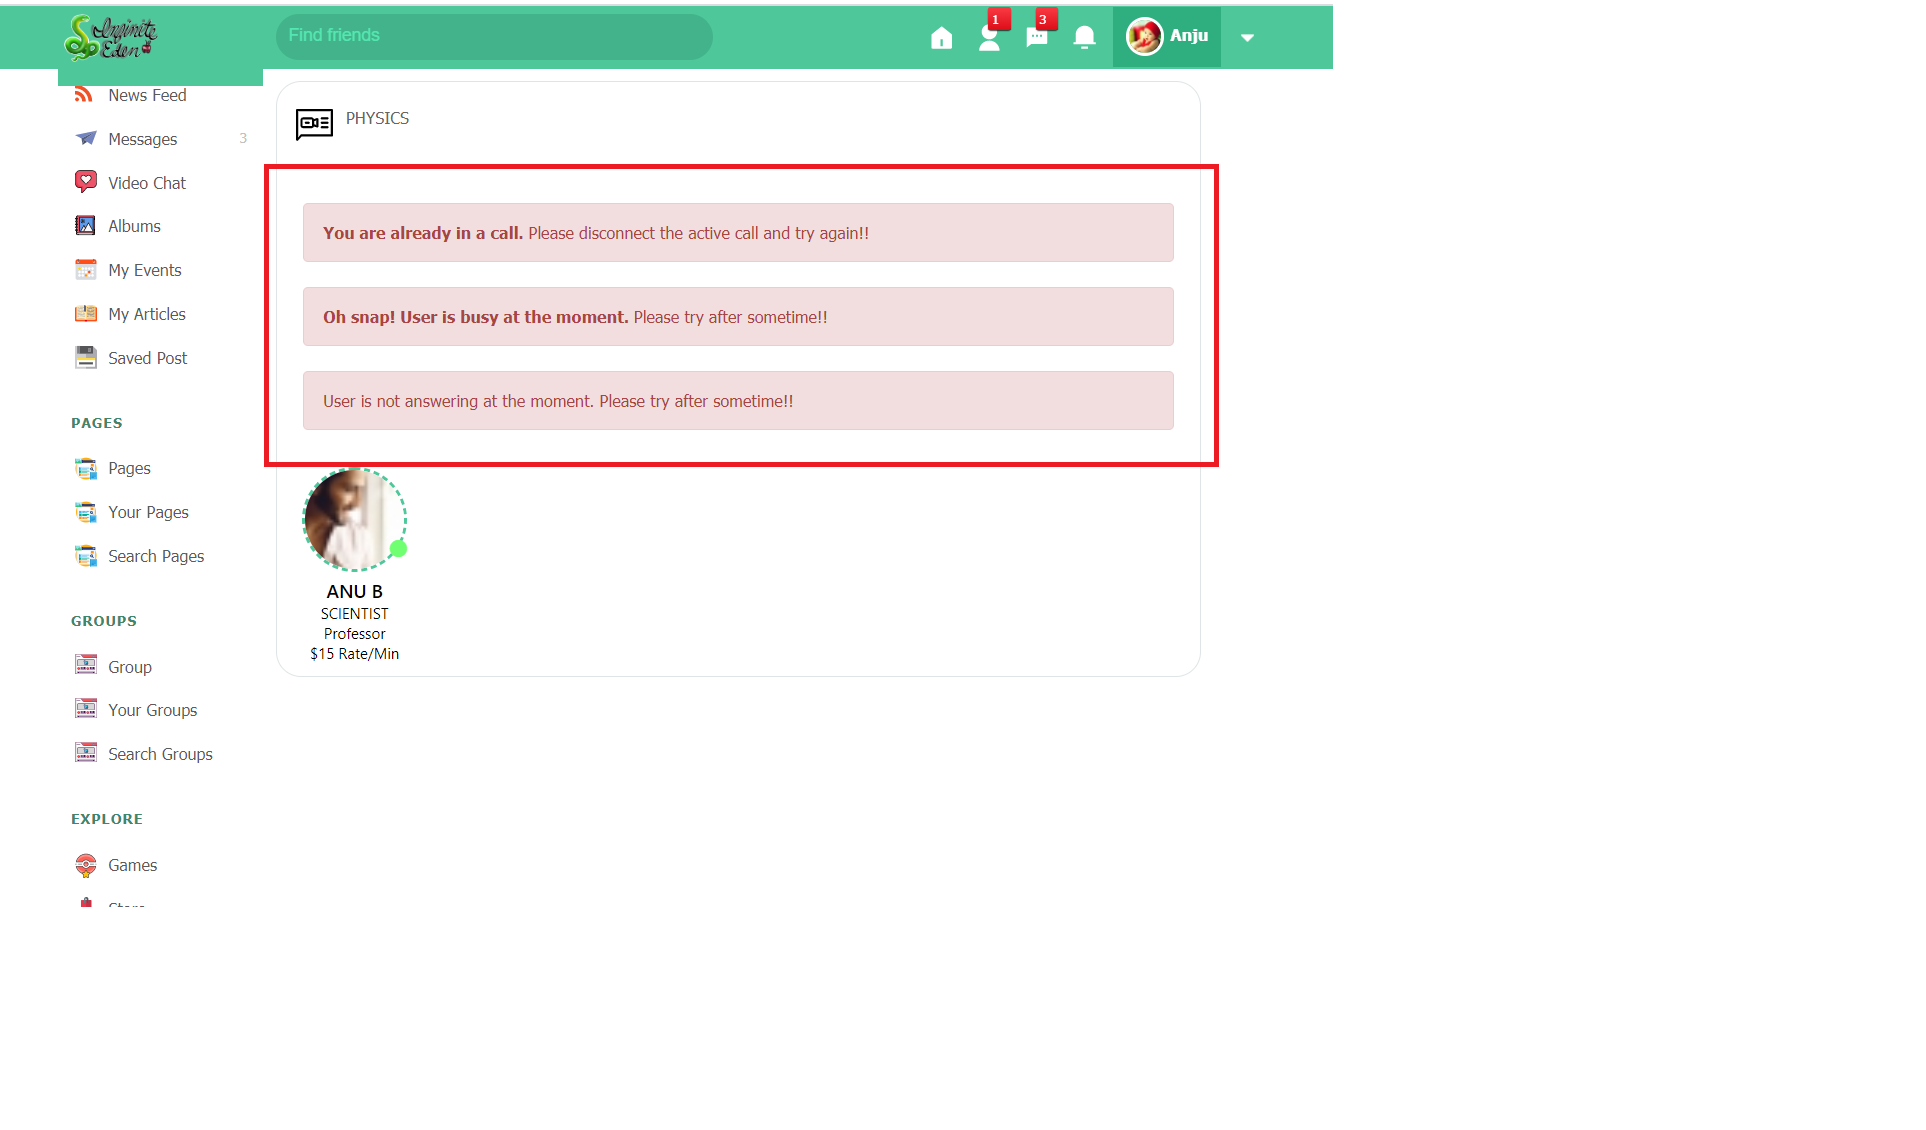 Infinite
Eden
Find friends
1
3
Anju
News Feed
Messages 3
Video Chat
Albums
My Events
My Articles
Saved Post
PAGES
Pages
Your Pages
Search Pages
GROUPS
Group
Your Groups
Search Groups
EXPLORE
Games
PHYSICS
You are already in a call. Please disconnect the active call and try again!!
Oh snap! User is busy at the moment. Please try after sometime!!
User is not answering at the moment. Please try after sometime!!
ANU B
SCIENTIST
Professor
$15 Rate/Min